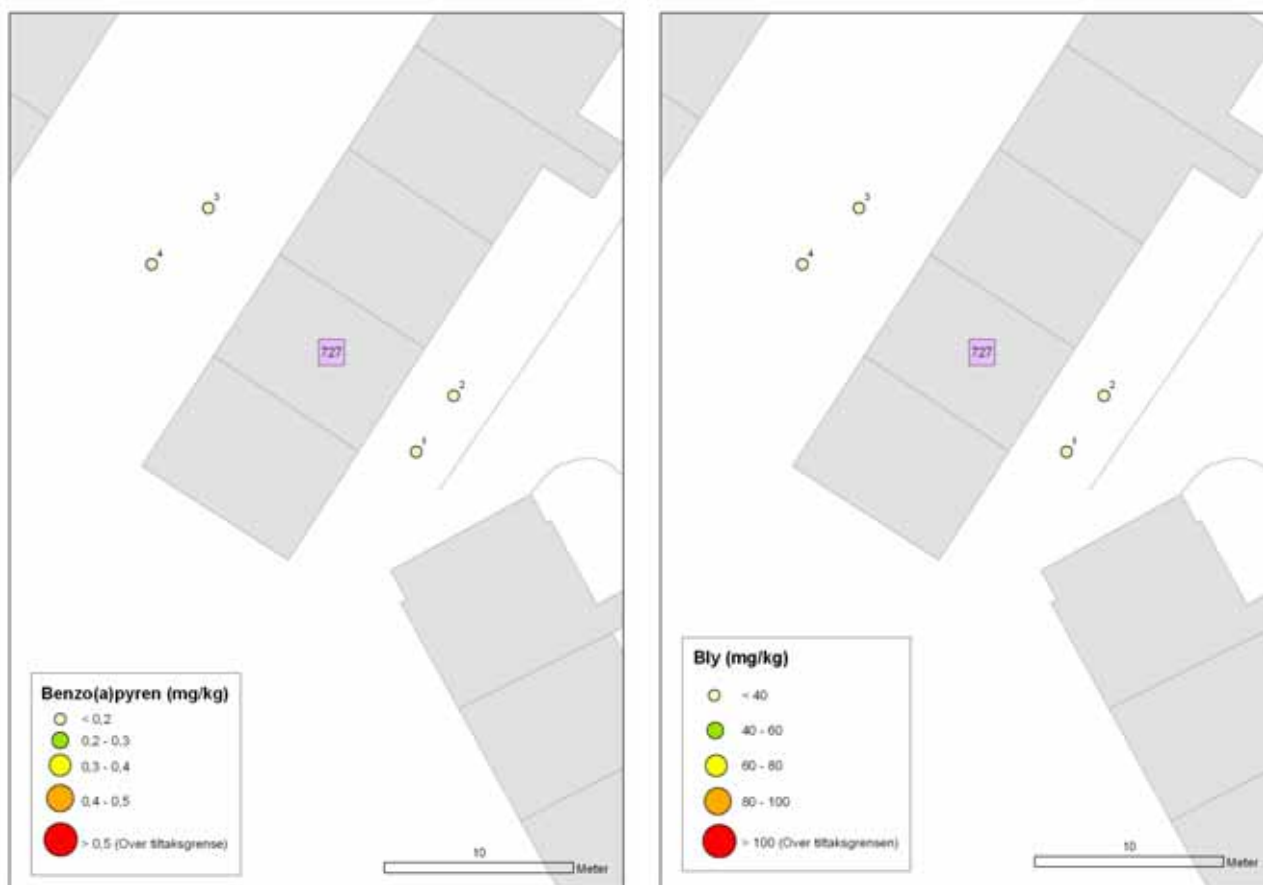 3
4
727
2
1
Benzo(a)pyren (mg/kg)
< 0,2
0,2 - 0,3
0,3 - 0,4
0,4 - 0,5
> 0,5 (Over tiltaksgrense)
10
Meter
3
4
727
2
1
Bly (mg/kg)
< 40
40 - 60
60 - 80
80 - 100
> 100 (Over tiltaksgrensen)
10
Meter